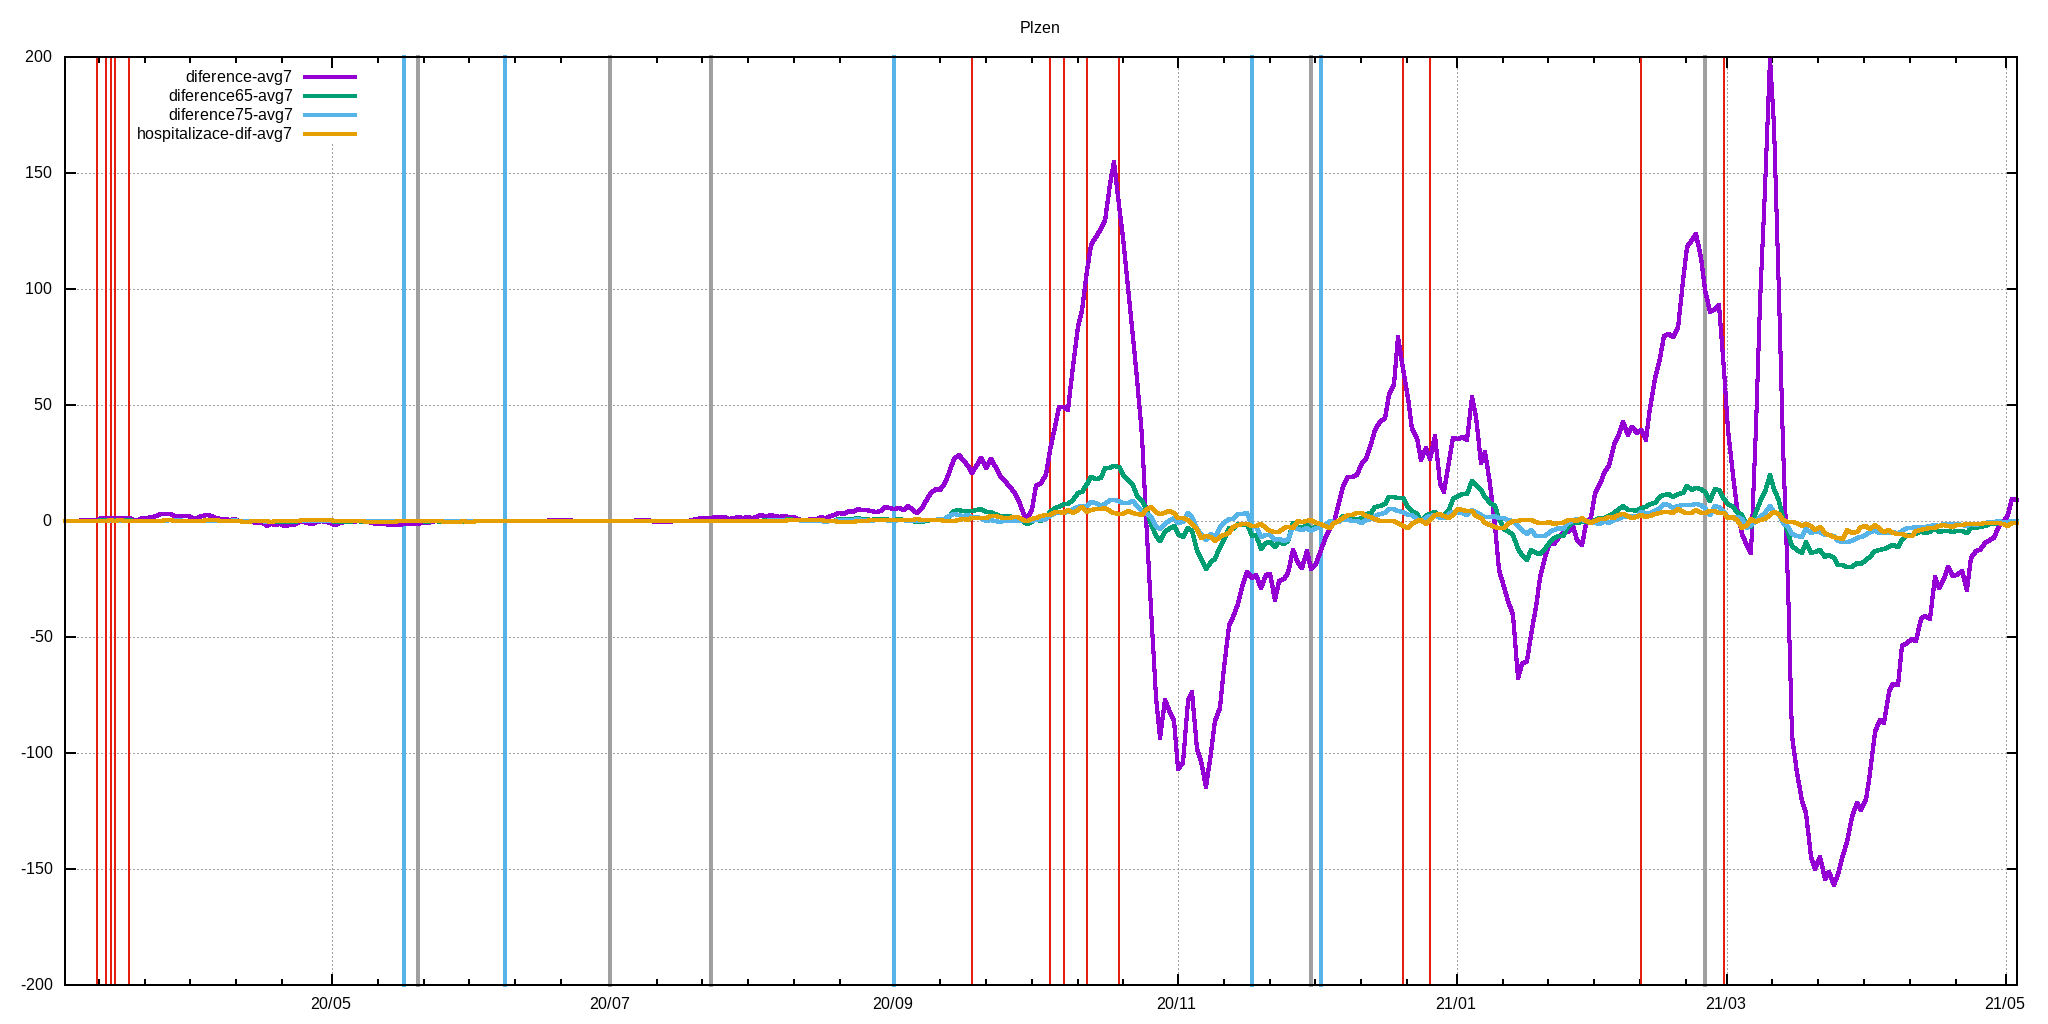 Plzen
diference-avg7
diference65-avg7
diference75-avg7
hospitalizace-dif-avg7
200
150
100
50
0
-50
-100
-150
-200
20/05 20/07 20/09 20/11 21/01 21/03 21/05